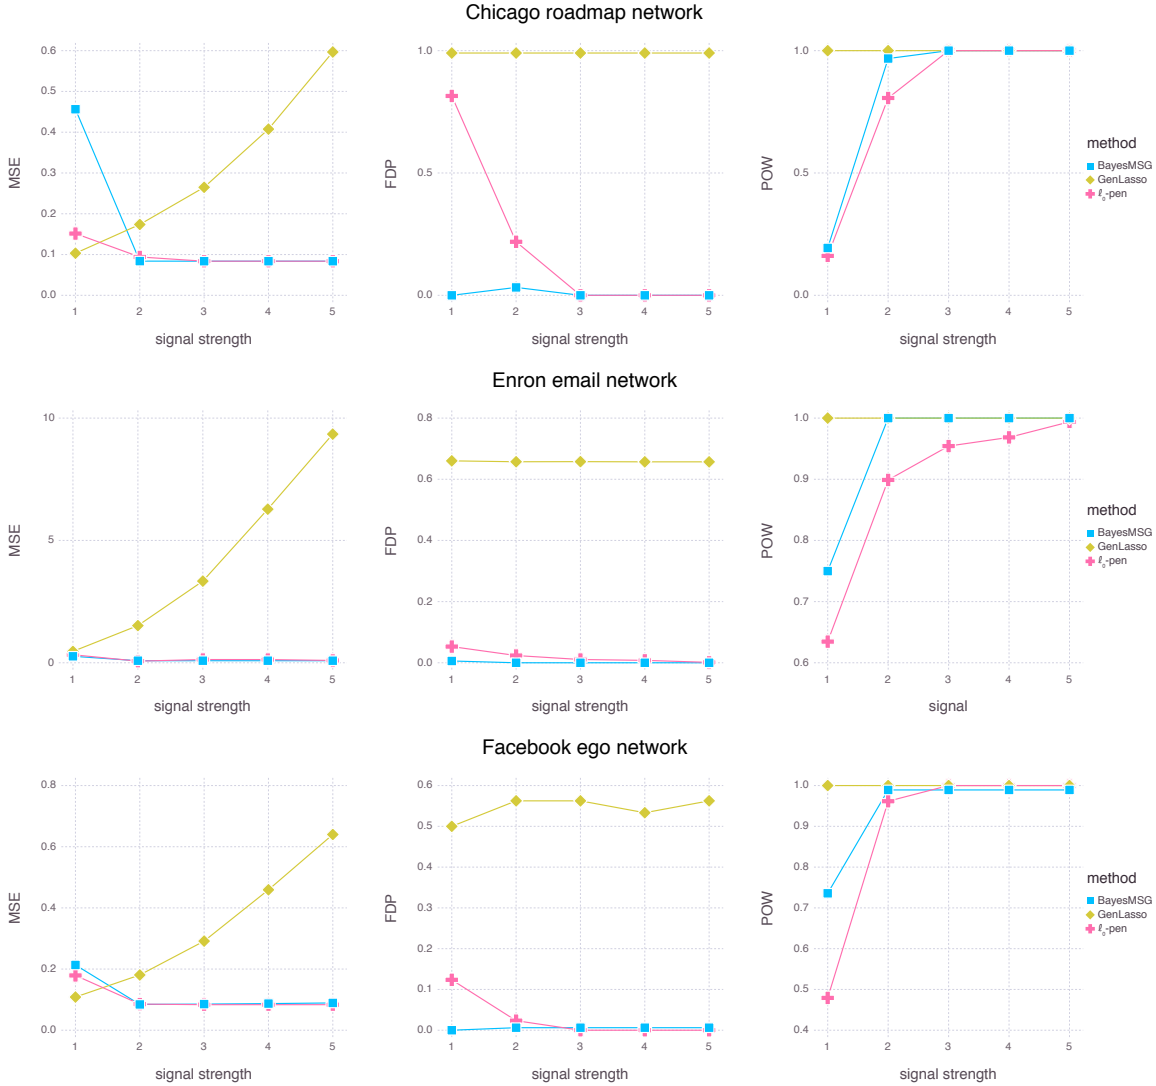 Chicago roadmap network
MSE
0.6
0.5
0.4
0.3
0.2
0.1
0.0
1 2 3 4 5
signal strength
FDP
1.0
0.5
0.0
1 2 3 4 5
signal strength
POW
1.0
0.5
0.0
1 2 3 4 5
signal strength
method
BayesMSG
GenLasso
ℓ₀-pen
Enron email network
MSE
10
5
0
1 2 3 4 5
signal strength
FDP
0.8
0.6
0.4
0.2
0.0
1 2 3 4 5
signal strength
POW
1.0
0.9
0.8
0.7
0.6
1 2 3 4 5
signal
method
BayesMSG
GenLasso
ℓ₀-pen
Facebook ego network
MSE
0.8
0.6
0.4
0.2
0.0
1 2 3 4 5
signal strength
FDP
0.6
0.5
0.4
0.3
0.2
0.1
0.0
1 2 3 4 5
signal strength
POW
1.0
0.9
0.8
0.7
0.6
0.5
0.4
1 2 3 4 5
signal strength
method
BayesMSG
GenLasso
ℓ₀-pen